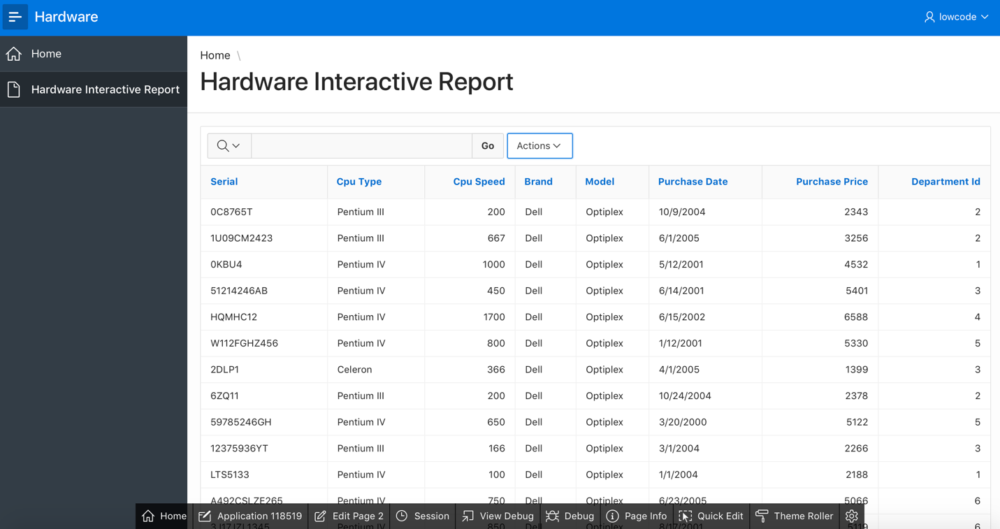 Hardware
lowcode
Home
Hardware Interactive Report
Home \
Hardware Interactive Report
Go
Actions
Serial Cpu Type Cpu Speed Brand Model Purchase Date Purchase Price Department Id
0C8765T Pentium III 200 Dell Optiplex 10/9/2004 2343 2
1U09CM2423 Pentium III 667 Dell Optiplex 6/1/2005 3256 2
0KBU4 Pentium IV 1000 Dell Optiplex 5/12/2001 4532 1
51214246AB Pentium IV 450 Dell Optiplex 6/14/2001 5401 3
HQMHC12 Pentium IV 1700 Dell Optiplex 6/15/2002 6588 4
W112FGHZ456 Pentium IV 800 Dell Optiplex 1/12/2001 5330 5
2DLP1 Celeron 366 Dell Optiplex 4/1/2005 1399 3
6ZQ11 Pentium III 200 Dell Optiplex 10/24/2004 2378 2
59785246GH Pentium IV 650 Dell Optiplex 3/20/2000 5122 5
12375936YT Pentium III 166 Dell Optiplex 3/1/2004 2266 3
LTS5133 Pentium IV 100 Dell Optiplex 1/1/2004 2188 1
A492CSLZE265 Pentium IV 750 Dell Optiplex 6/23/2005 5066 6
Home Application 118519 Edit Page 2 Session View Debug Debug Page Info Quick Edit Theme Roller
Pentium IV 850 Dell Optiplex 8/17/2001 5119 6